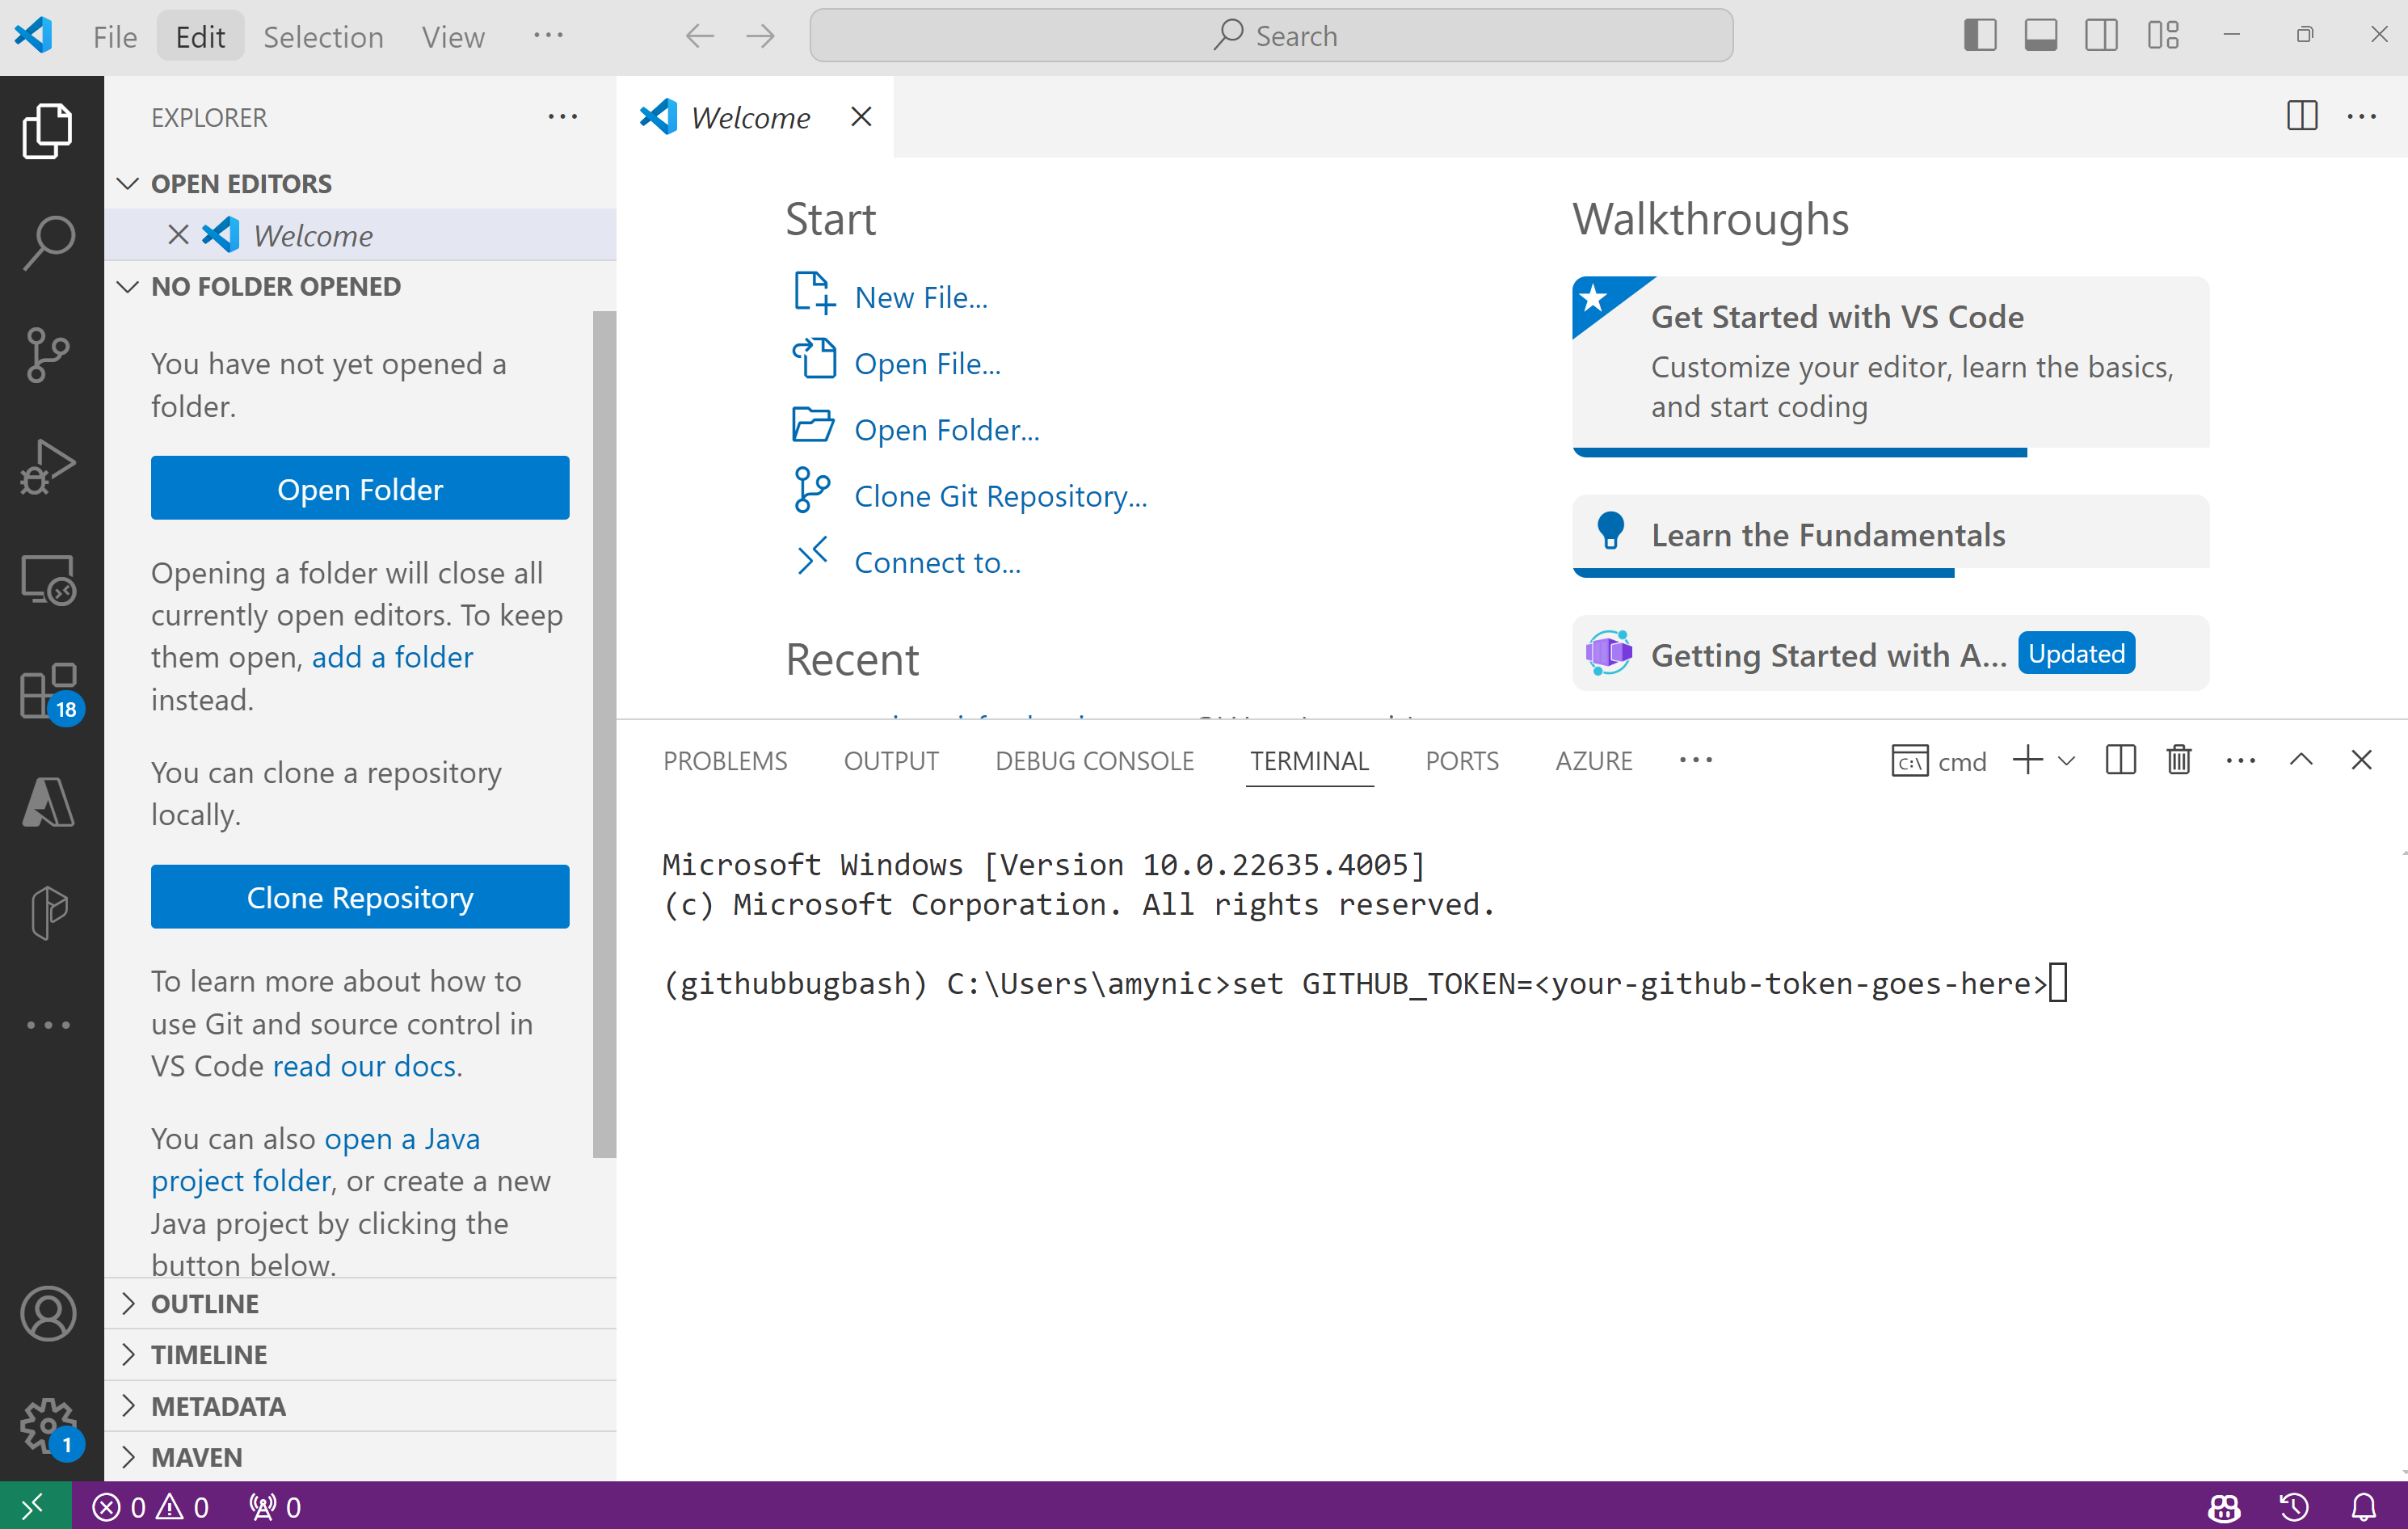 File Edit Selection View ... Search
EXPLORER ...
OPEN EDITORS
Welcome
NO FOLDER OPENED
You have not yet opened a
folder.
Open Folder
Opening a folder will close all
currently open editors. To keep
them open, add a folder
instead.
You can clone a repository
locally.
Clone Repository
To learn more about how to
use Git and source control in
VS Code read our docs.
You can also open a Java
project folder, or create a new
Java project by clicking the
button below.
OUTLINE
TIMELINE
METADATA
MAVEN
18
1
Welcome
Start
New File...
Open File...
Open Folder...
Clone Git Repository...
Connect to...
Recent
Walkthroughs
Get Started with VS Code
Customize your editor, learn the basics,
and start coding
Learn the Fundamentals
Getting Started with A... Updated
PROBLEMS OUTPUT DEBUG CONSOLE TERMINAL PORTS AZURE ... cmd
Microsoft Windows [Version 10.0.22635.4005]
(c) Microsoft Corporation. All rights reserved.
(githubbugbash) C:\Users\amynic>set GITHUB_TOKEN=<your-github-token-goes-here>
0 0 0